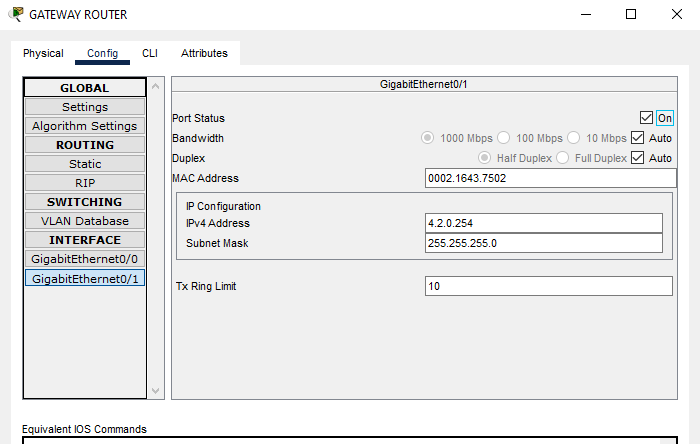 GATEWAY ROUTER
Physical Config CLI Attributes
GLOBAL
Settings
Algorithm Settings
ROUTING
Static
RIP
SWITCHING
VLAN Database
INTERFACE
GigabitEthernet0/0
GigabitEthernet0/1
GigabitEthernet0/1
Port Status On
Bandwidth 1000 Mbps 100 Mbps 10 Mbps Auto
Duplex Half Duplex Full Duplex Auto
MAC Address 0002.1643.7502
IP Configuration
IPv4 Address 4.2.0.254
Subnet Mask 255.255.255.0
Tx Ring Limit 10
Equivalent IOS Commands